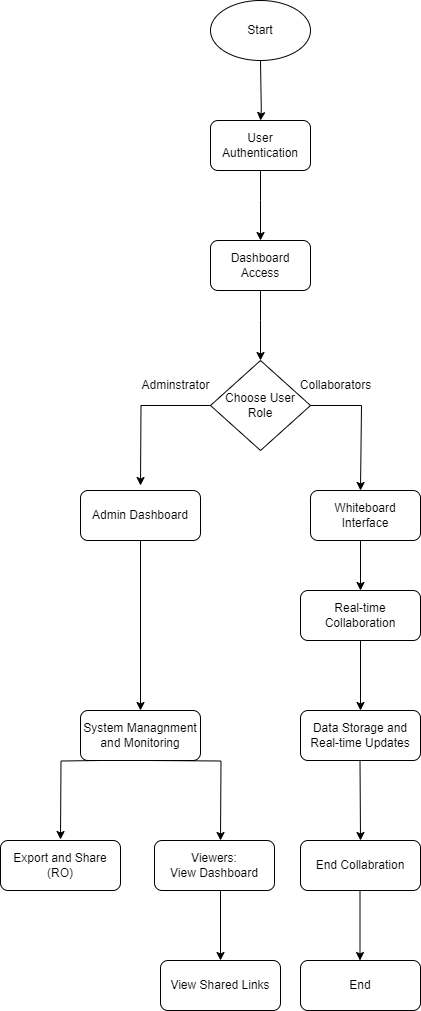 Start
User
Authentication
Dashboard
Access
Adminstrator
Collaborators
Choose User
Role
Admin Dashboard
Whiteboard
Interface
Real-time
Collaboration
System Managnment
and Monitoring
Data Storage and
Real-time Updates
Export and Share
(RO)
Viewers:
View Dashboard
End Collabration
View Shared Links
End